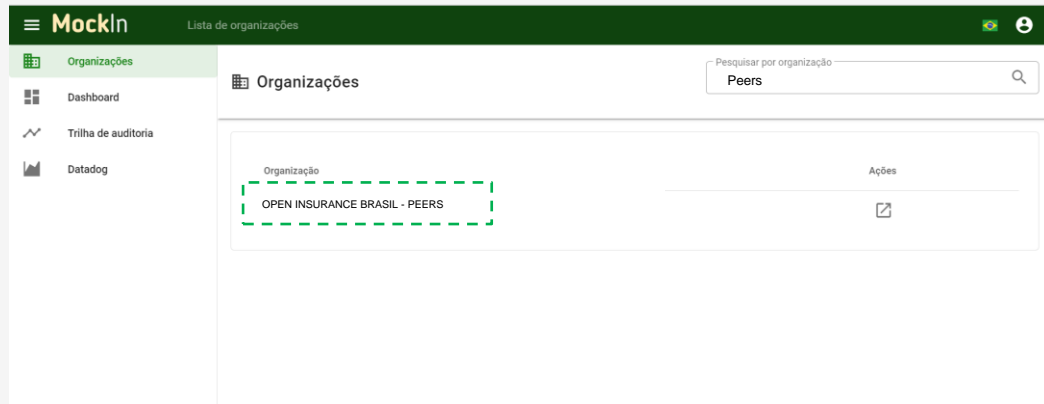 MockIn
Lista de organizações
Organizações
Dashboard
Trilha de auditoria
Datadog
Organizações
Pesquisar por organização
Peers
Organização
Ações
OPEN INSURANCE BRASIL - PEERS